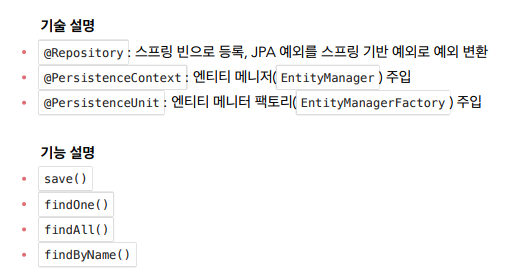 기술 설명
@Repository : 스프링 빈으로 등록, JPA 예외를 스프링 기반 예외로 예외 변환
@PersistenceContext : 엔티티 메니저( EntityManager ) 주입
@PersistenceUnit : 엔티티 메니터 팩토리( EntityManagerFactory ) 주입
기능 설명
save()
findOne()
findAll()
findByName()